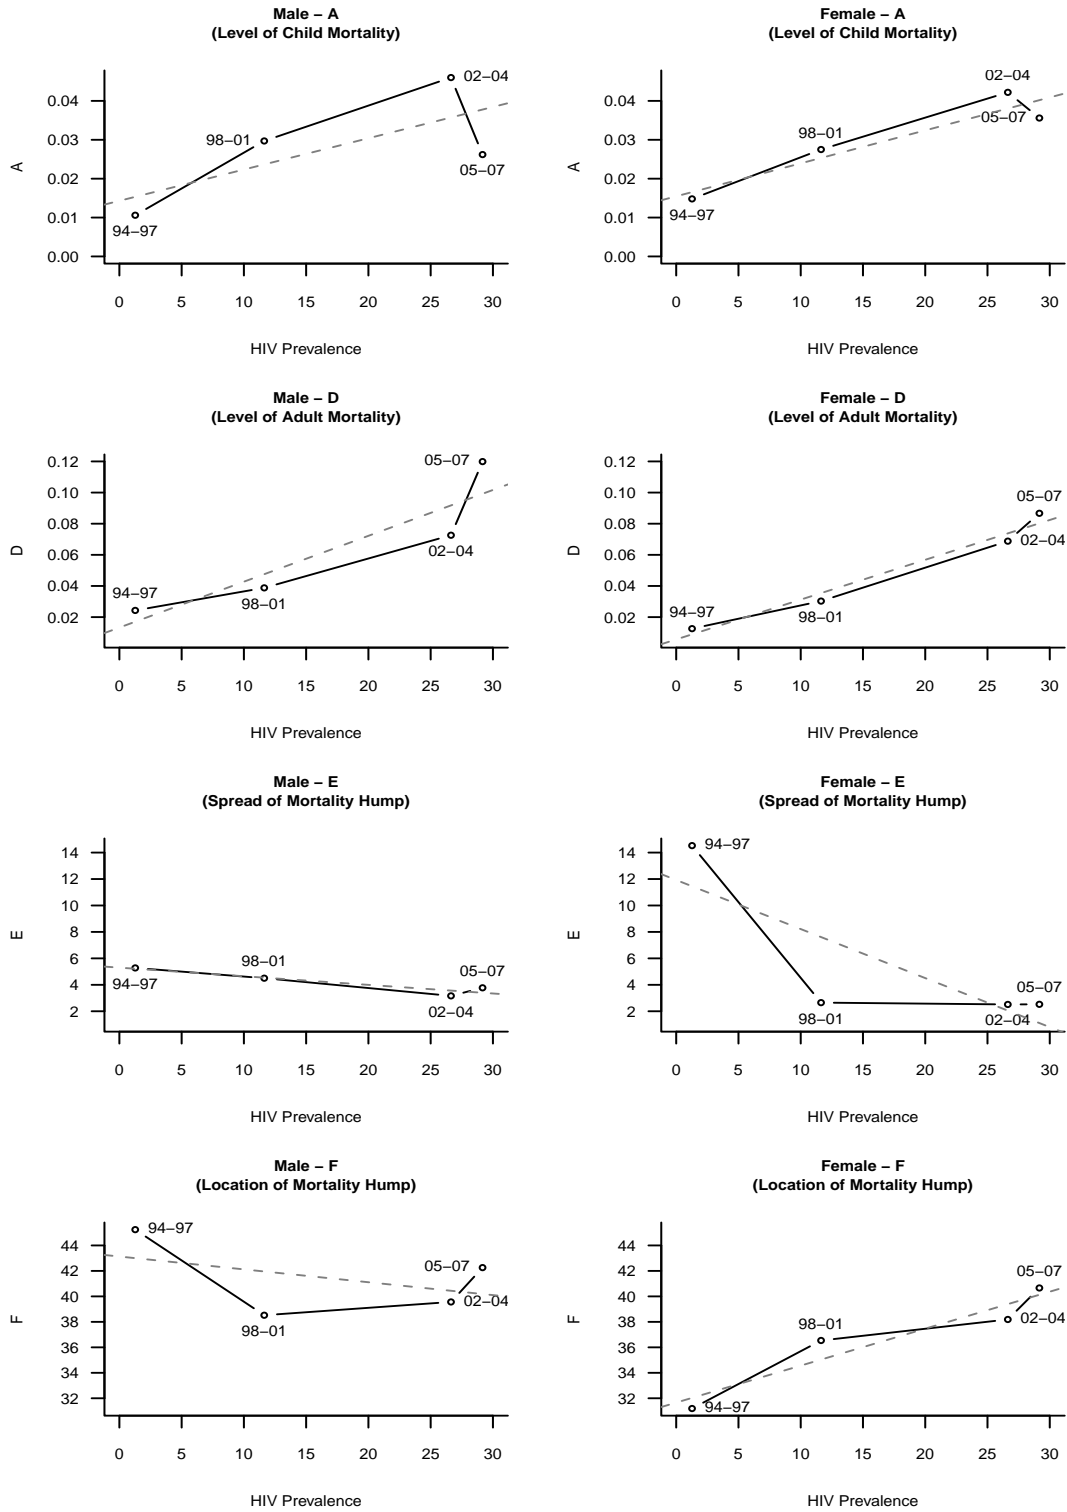 Male – A
(Level of Child Mortality)
A
0.04
0.03
0.02
0.01
0.00
02–04
98–01
05–07
94–97
0 5 10 15 20 25 30
HIV Prevalence
Female – A
(Level of Child Mortality)
A
0.04
0.03
0.02
0.01
0.00
02–04
05–07
98–01
94–97
0 5 10 15 20 25 30
HIV Prevalence
Male – D
(Level of Adult Mortality)
D
0.12
0.10
0.08
0.06
0.04
0.02
05–07
02–04
94–97
98–01
0 5 10 15 20 25 30
HIV Prevalence
Female – D
(Level of Adult Mortality)
D
0.12
0.10
0.08
0.06
0.04
0.02
05–07
02–04
94–97
98–01
0 5 10 15 20 25 30
HIV Prevalence
Male – E
(Spread of Mortality Hump)
E
14
12
10
8
6
4
2
98–01
05–07
94–97
02–04
0 5 10 15 20 25 30
HIV Prevalence
Female – E
(Spread of Mortality Hump)
E
14
12
10
8
6
4
2
94–97
05–07
98–01
02–04
0 5 10 15 20 25 30
HIV Prevalence
Male – F
(Location of Mortality Hump)
F
44
42
40
38
36
34
32
94–97
05–07
02–04
98–01
0 5 10 15 20 25 30
HIV Prevalence
Female – F
(Location of Mortality Hump)
F
44
42
40
38
36
34
32
05–07
02–04
98–01
94–97
0 5 10 15 20 25 30
HIV Prevalence